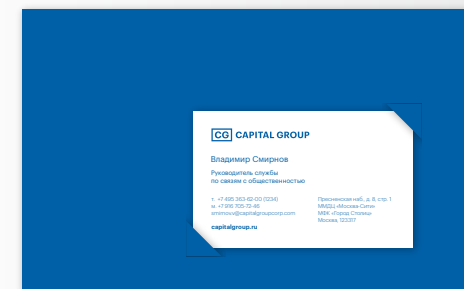 CG CAPITAL GROUP
Владимир Смирнов
Руководитель службы
по связям с общественностью
т. +7 495 363-62-00 (1234)
м. +7 916 705-72-46
smirnov.v@capitalgroupcorp.com
capitalgroup.ru
Пресненская наб., д. 8, стр. 1
ММДЦ «Москва-Сити»
МФК «Город Столиц»
Москва, 123317